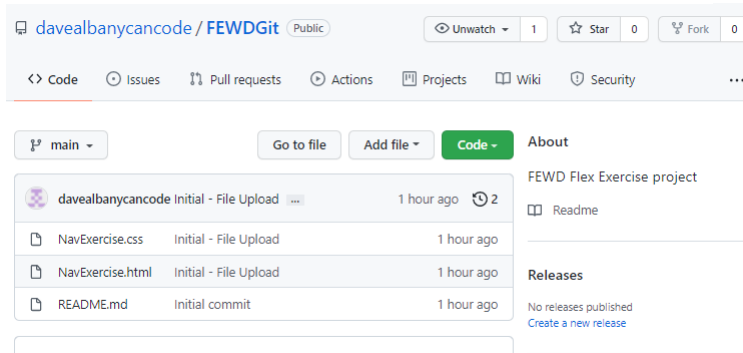 davealbanycancode / FEWDGit Public Unwatch 1 Star 0 Fork 0
Code Issues Pull requests Actions Projects Wiki Security ...
main Go to file Add file Code About
FEWD Flex Exercise project
davealbanycancode Initial - File Upload ... 1 hour ago 2
Readme
NavExercise.css Initial - File Upload 1 hour ago
NavExercise.html Initial - File Upload 1 hour ago
Releases
README.md Initial commit 1 hour ago
No releases published
Create a new release